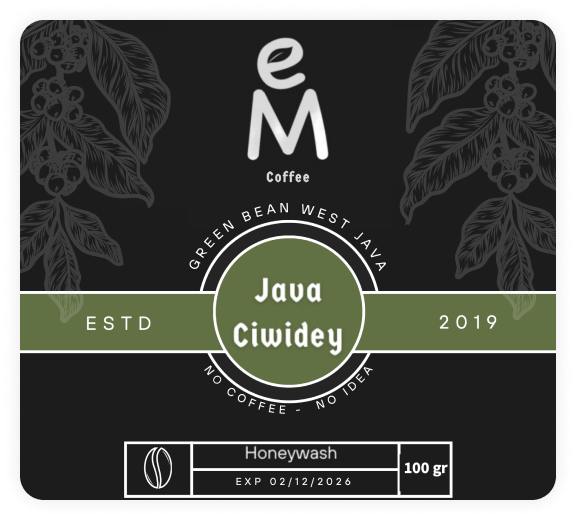 eM
Coffee
GREEN BEAN WEST JAVA
Java
Ciwidey
ESTD
2019
NO COFFEE - NO IDEA
Honeywash
EXP 02/12/2026
100 gr